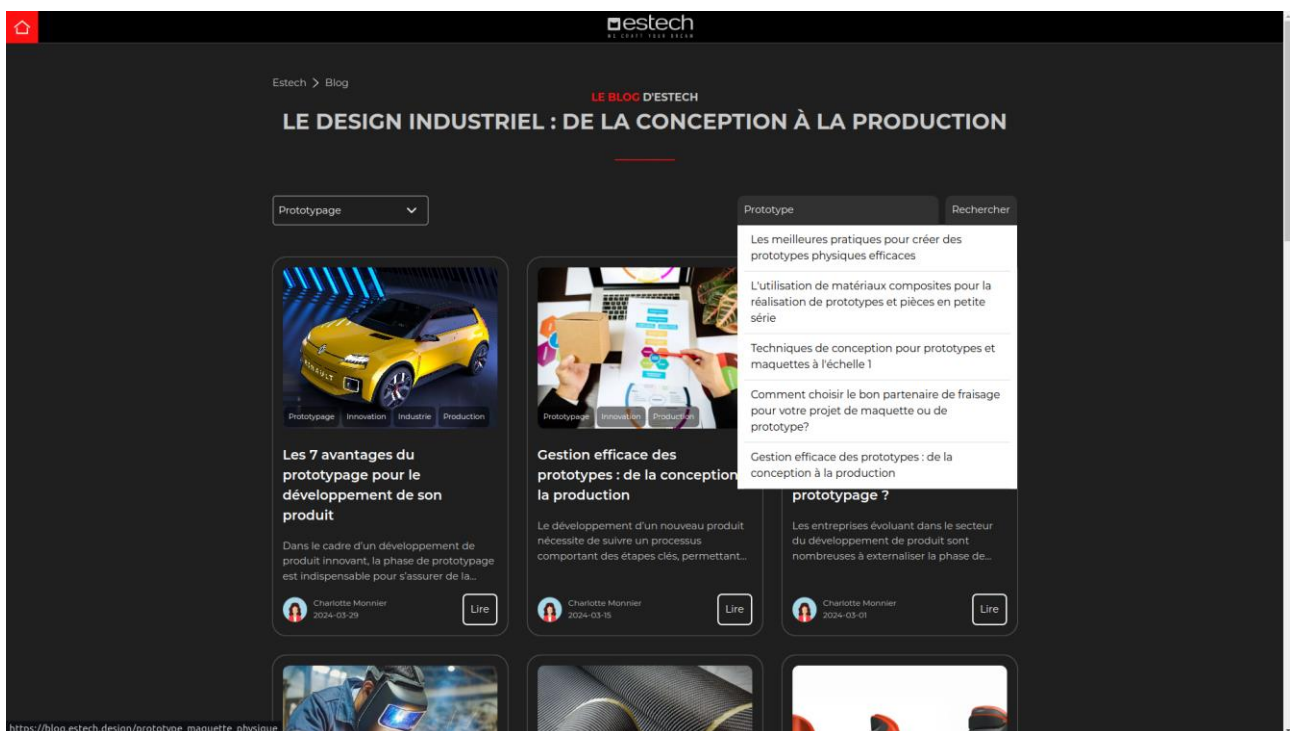 estech
WE CRAFT YOUR DREAM
Estech > Blog
LE BLOG D'ESTECH
LE DESIGN INDUSTRIEL : DE LA CONCEPTION À LA PRODUCTION
Prototypage
Prototype
Rechercher
Les meilleures pratiques pour créer des
prototypes physiques efficaces
L'utilisation de matériaux composites pour la
réalisation de prototypes et pièces en petite
série
Techniques de conception pour prototypes et
maquettes à l'échelle 1
Comment choisir le bon partenaire de fraisage
pour votre projet de maquette ou de
prototype?
Gestion efficace des prototypes : de la
conception à la production
RENAULT
Prototypage Innovation Industrie Production
Les 7 avantages du
prototypage pour le
développement de son
produit
Dans le cadre d'un développement de
produit innovant, la phase de prototypage
est indispensable pour s'assurer de la...
Charlotte Monnier
2024-03-29
Lire
Prototypage Innovation Production
Gestion efficace des
prototypes : de la conception
la production
Le développement d'un nouveau produit
nécessite de suivre un processus
comportant des étapes clés, permettant...
Charlotte Monnier
2024-03-15
Lire
prototypage ?
Les entreprises évoluant dans le secteur
du développement de produit sont
nombreuses à externaliser la phase de...
Charlotte Monnier
2024-03-01
Lire
https://blog.estech.design/prototype_maquette_physique